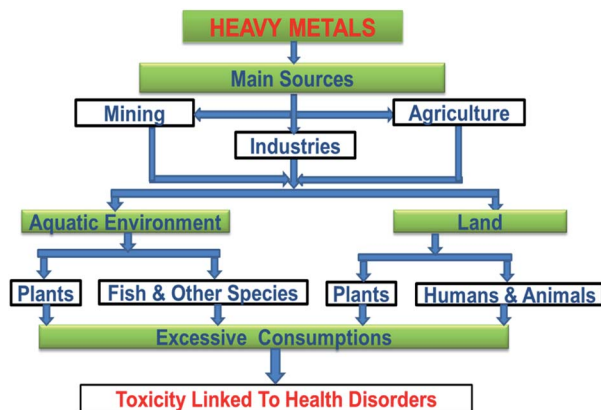 HEAVY METALS
Main Sources
Mining
Agriculture
Industries
Aquatic Environment
Land
Plants
Fish & Other Species
Plants
Humans & Animals
Excessive Consumptions
Toxicity Linked To Health Disorders